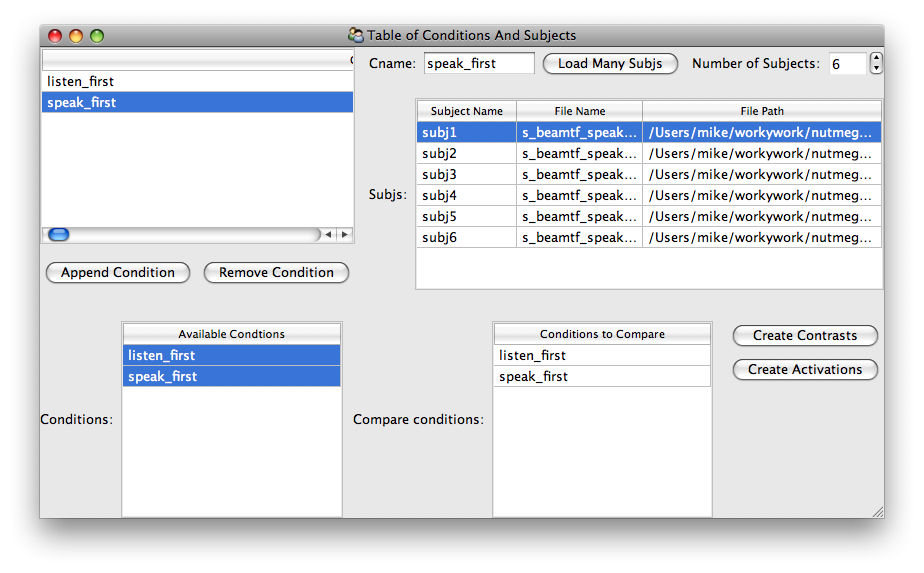 Table of Conditions And Subjects
listen_first
speak_first
Cname: speak_first Load Many Subjs Number of Subjects: 6
Subject Name File Name File Path
subj1 s_beamtf_speak... /Users/mike/workywork/nutmeg...
subj2 s_beamtf_speak... /Users/mike/workywork/nutmeg...
subj3 s_beamtf_speak... /Users/mike/workywork/nutmeg...
subj4 s_beamtf_speak... /Users/mike/workywork/nutmeg...
subj5 s_beamtf_speak... /Users/mike/workywork/nutmeg...
subj6 s_beamtf_speak... /Users/mike/workywork/nutmeg...
Subjs:
Append Condition Remove Condition
Available Condtions
listen_first
speak_first
Conditions:
Conditions to Compare
listen_first
speak_first
Compare conditions:
Create Contrasts
Create Activations